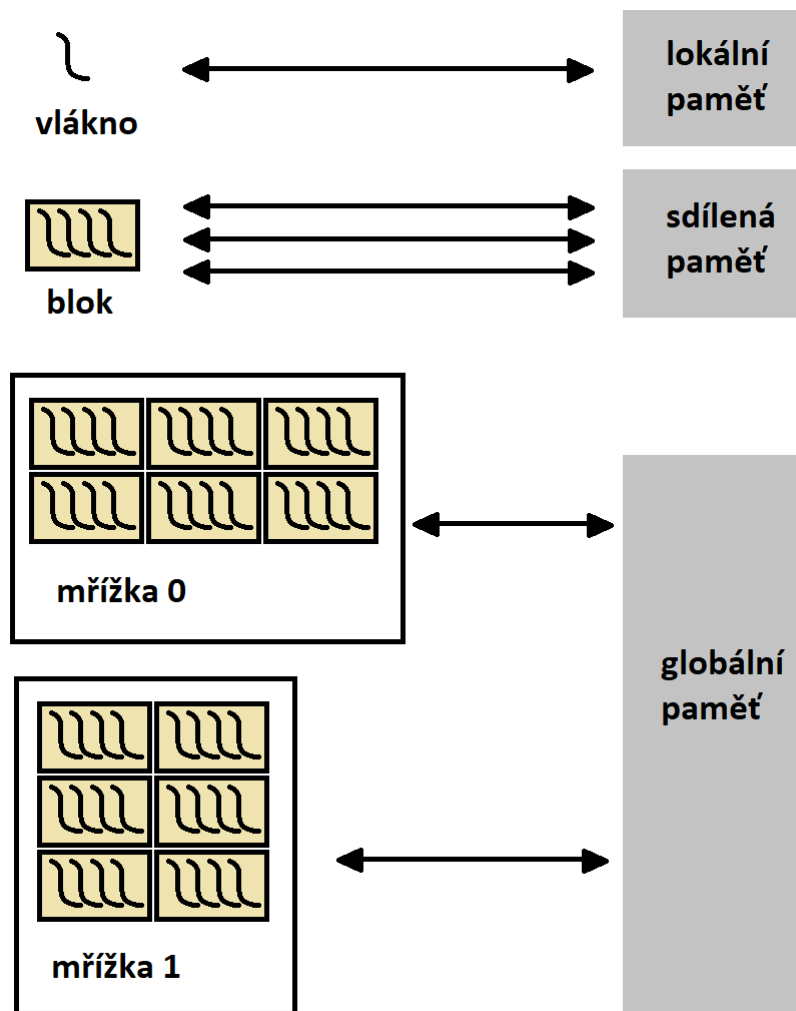 vlákno
lokální
paměť
blok
sdílená
paměť
mřížka 0
globální
paměť
mřížka 1